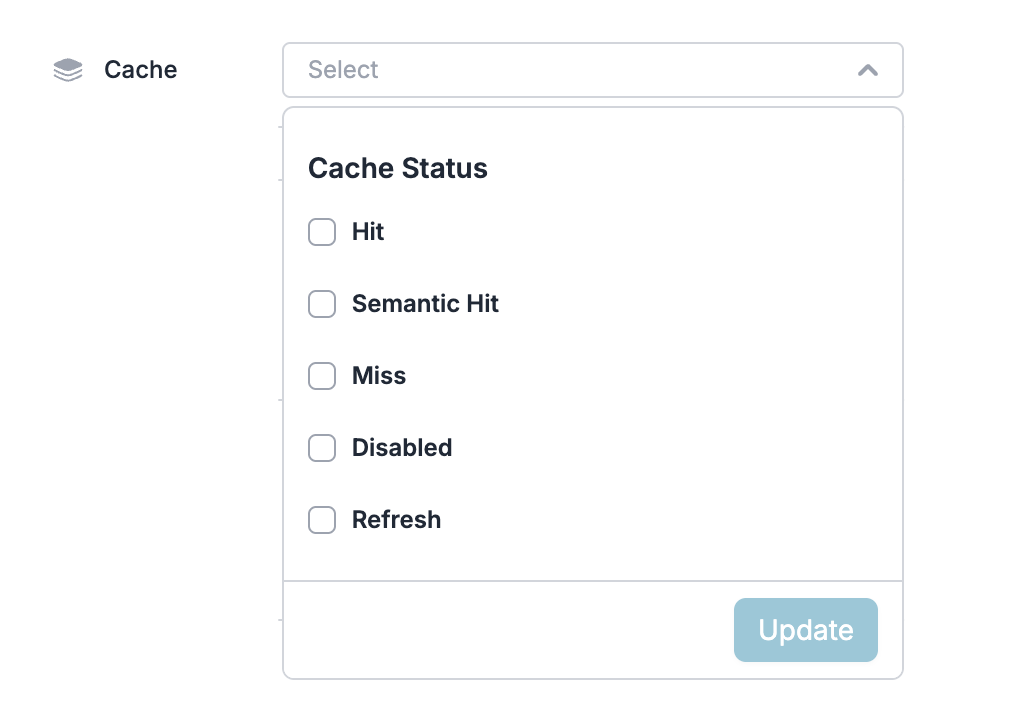 Cache
Select
Cache Status
Hit
Semantic Hit
Miss
Disabled
Refresh
Update